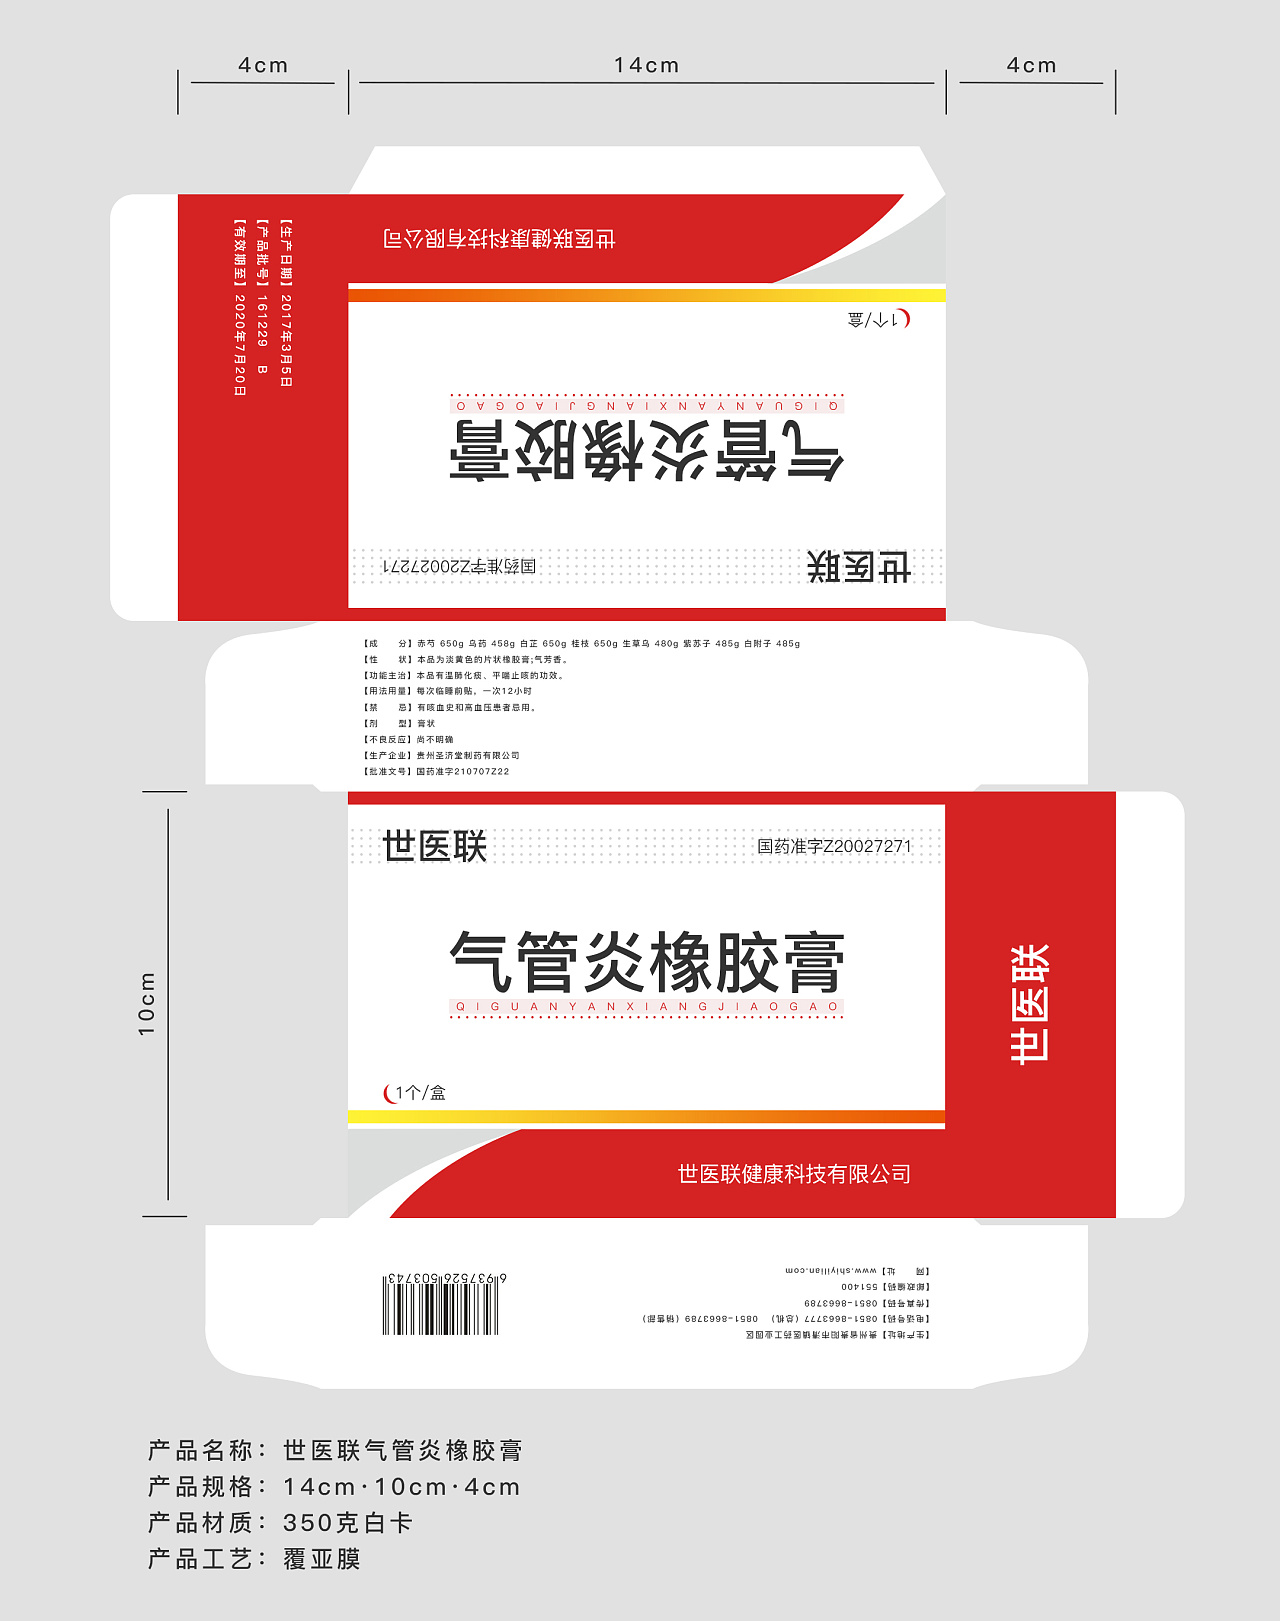 4cm
14cm
4cm
世医联健康科技有限公司
【生产日期】2017年3月5日
【产品批号】161229 B
【有效期至】2020年7月20日
1个/盒
QIGUANYANXIANGJIAOGAO
气管炎橡胶膏
国药准字Z20027271
世医联
【成 分】赤芍 650g 乌药 458g 白芷 650g 桂枝 650g 生草乌 480g 紫苏子 485g 白附子 485g
【性 状】本品为淡黄色的片状橡胶膏;气芳香。
【功能主治】本品有温肺化痰、平喘止咳的功效。
【用法用量】每次临睡前贴，一次12小时
【禁 忌】有咳血史和高血压患者忌用。
【剂 型】膏状
【不良反应】尚不明确
【生产企业】贵州圣济堂制药有限公司
【批准文号】国药准字210707Z22
10cm
世医联
国药准字Z20027271
气管炎橡胶膏
QIGUANYANXIANGJIAOGAO
世医联
1个/盒
世医联健康科技有限公司
6937526503743
【生产地址】贵州省贵阳市清镇医药工业园区
【电话号码】0851-8663777（总机） 0851-8663789（销售部）
【传真号码】0851-8663789
【邮政编码】551400
【网 址】www.shiyilian.com
产品名称：世医联气管炎橡胶膏
产品规格：14cm·10cm·4cm
产品材质：350克白卡
产品工艺：覆亚膜